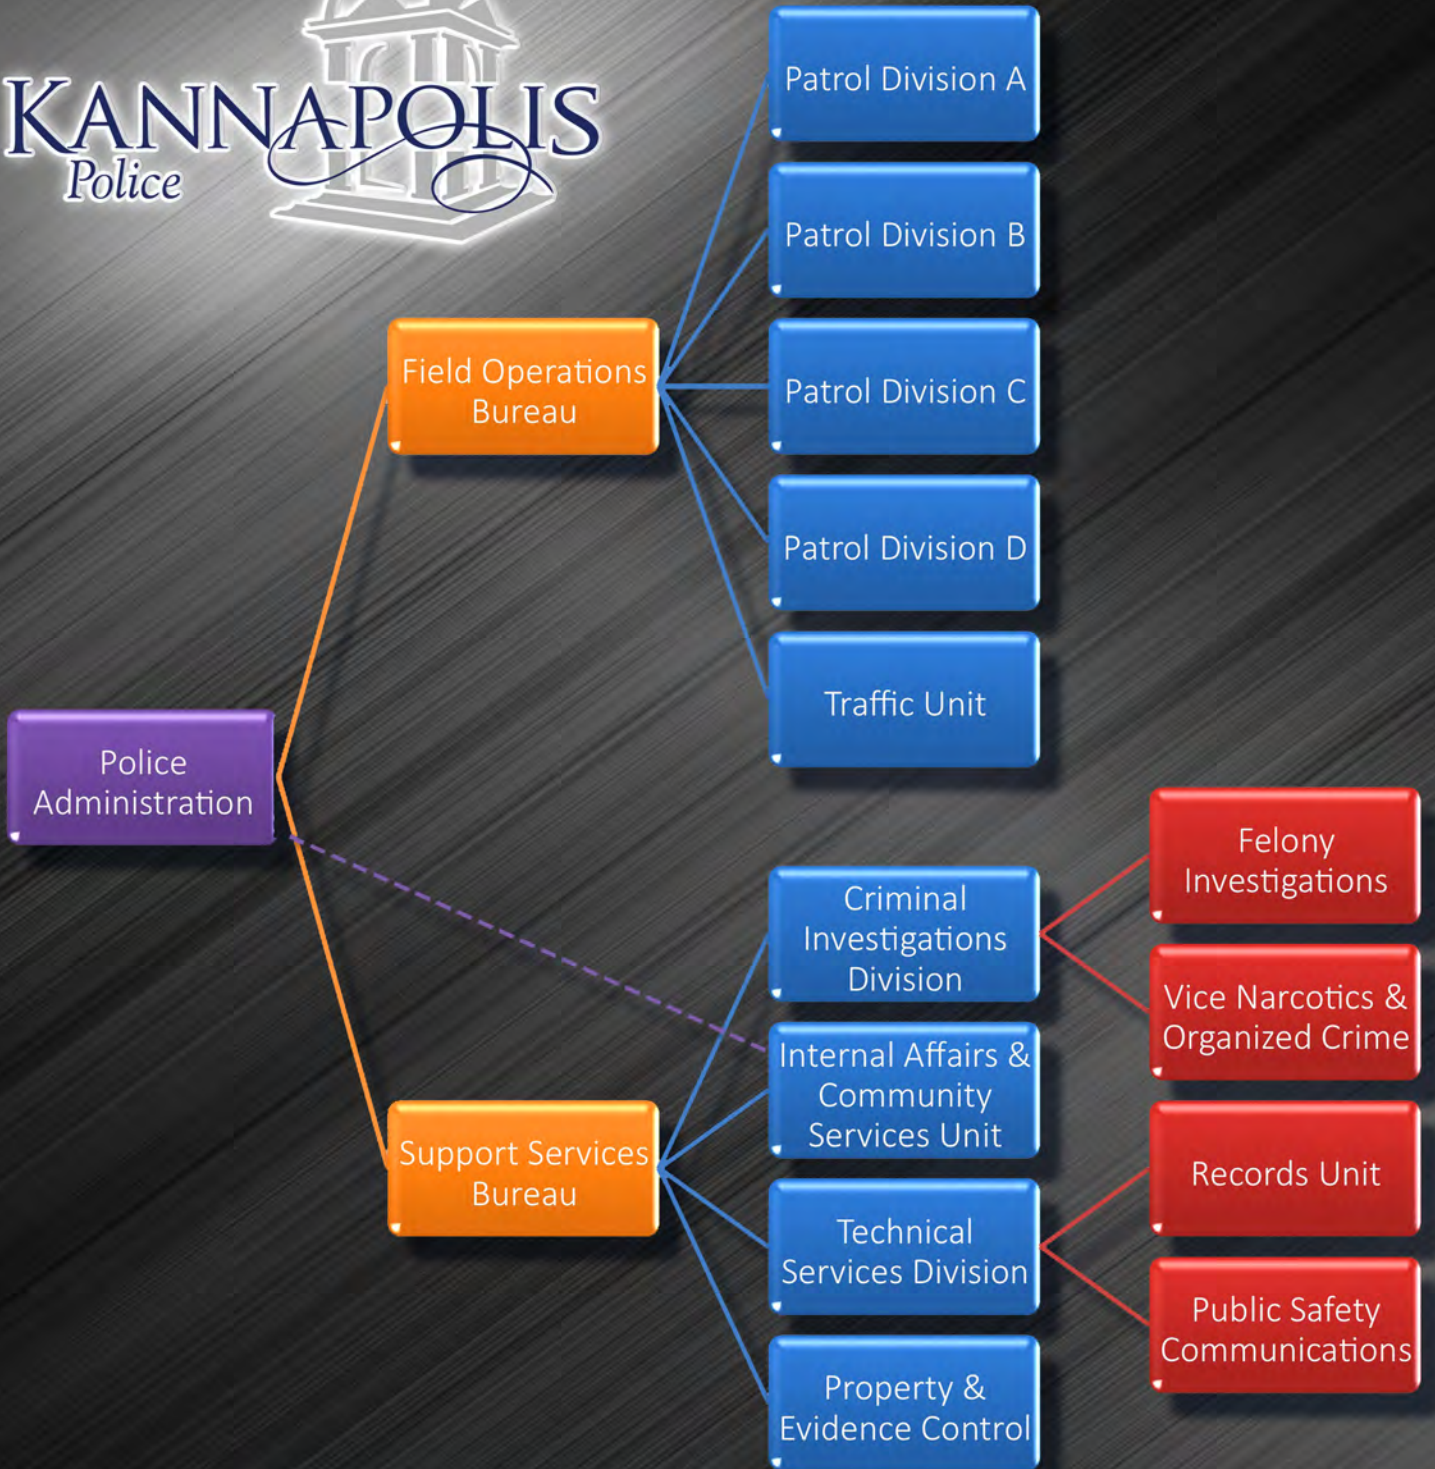 KANNAPOLIS
Police
Patrol Division A
Patrol Division B
Field Operations
Bureau
Patrol Division C
Patrol Division D
Traffic Unit
Police
Administration
Felony
Investigations
Criminal
Investigations
Division
Vice Narcotics &
Organized Crime
Internal Affairs &
Community
Services Unit
Support Services
Bureau
Records Unit
Technical
Services Division
Public Safety
Communications
Property &
Evidence Control